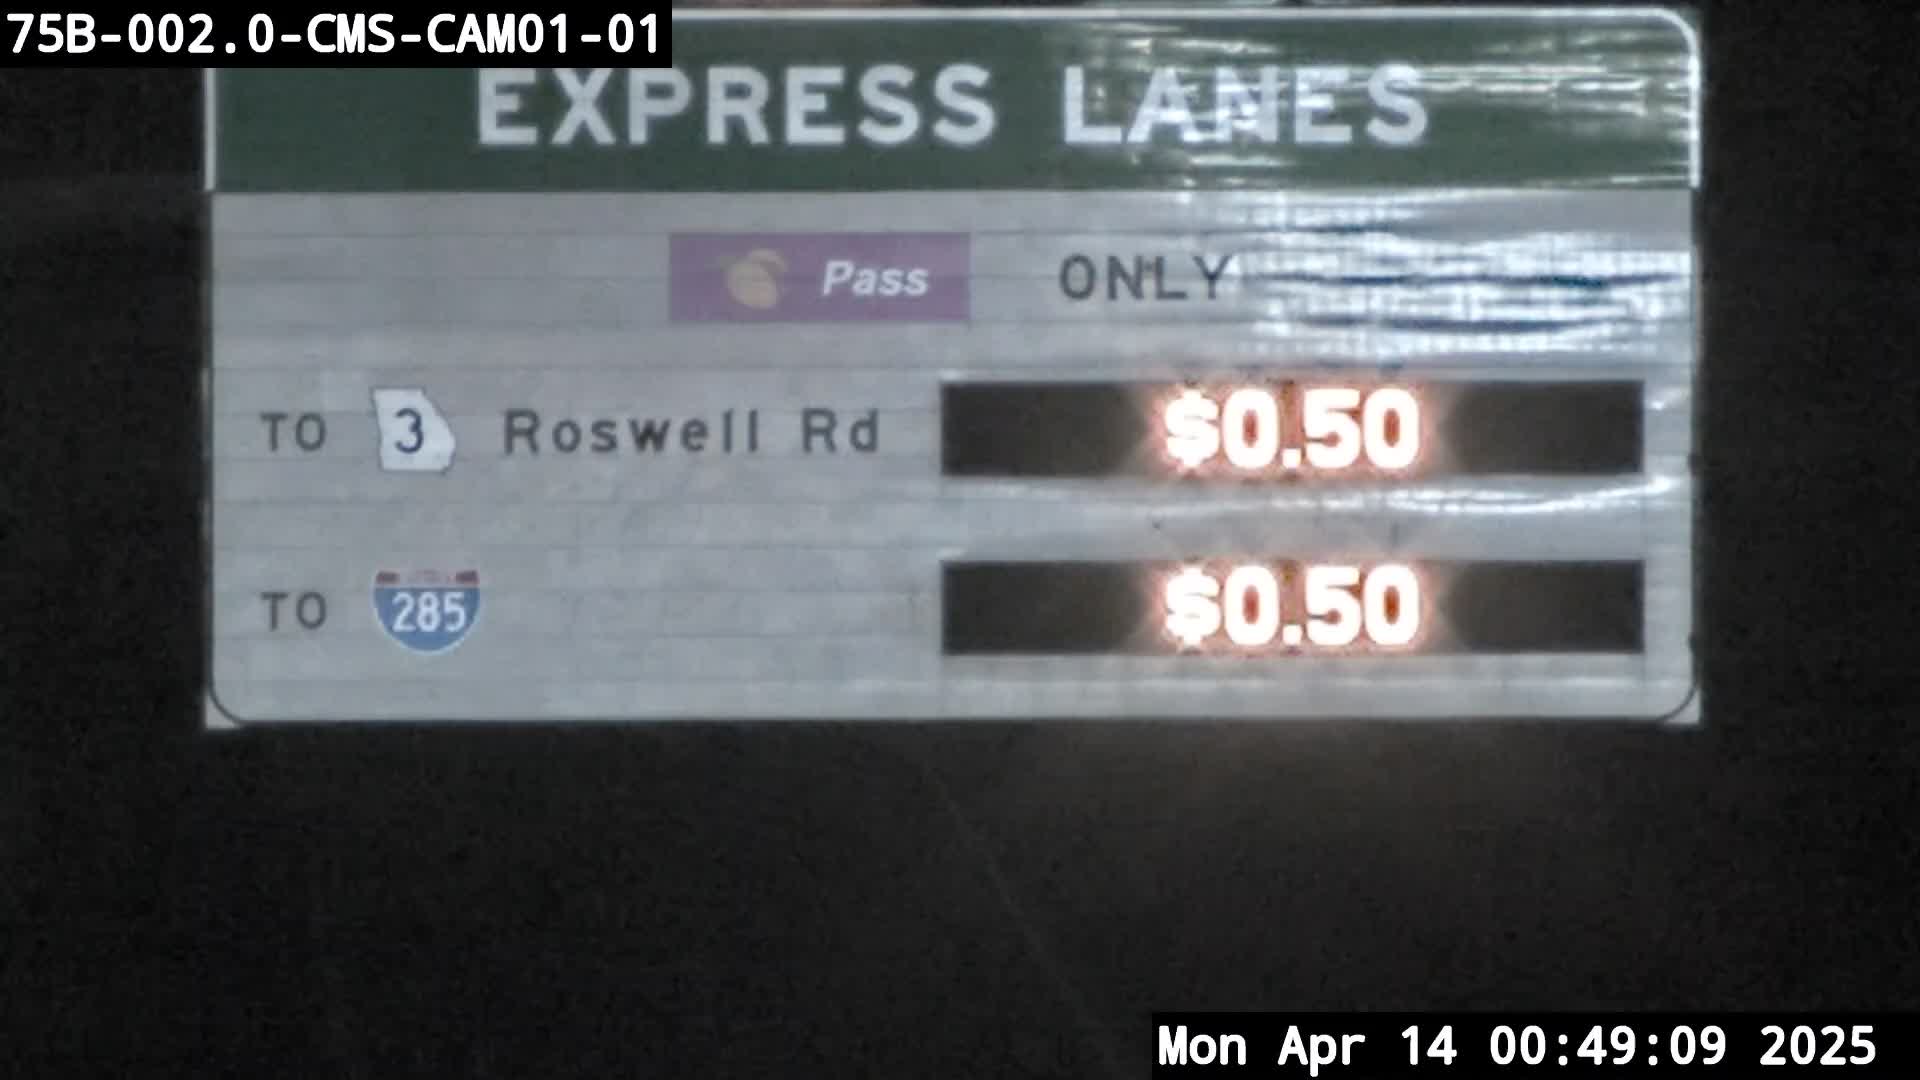 75B-002.0-CMS-CAM01-01
EXPRESS LANES
Pass ONLY
TO 3 Roswell Rd $0.50
TO 285 $0.50
Mon Apr 14 00:49:09 2025